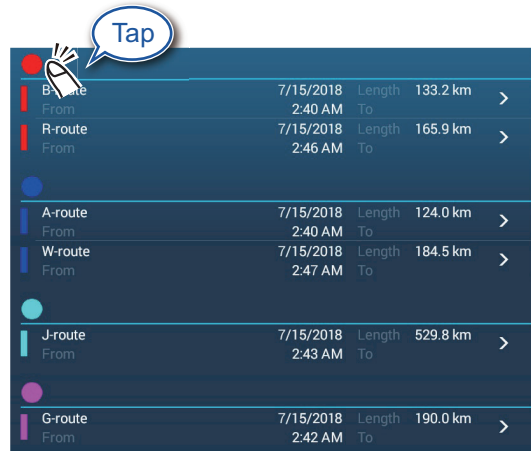 Tap
B-route 7/15/2018 Length 133.2 km
From 2:40 AM To
R-route 7/15/2018 Length 165.9 km
From 2:46 AM To
A-route 7/15/2018 Length 124.0 km
From 2:40 AM To
W-route 7/15/2018 Length 184.5 km
From 2:47 AM To
J-route 7/15/2018 Length 529.8 km
From 2:43 AM To
G-route 7/15/2018 Length 190.0 km
From 2:42 AM To